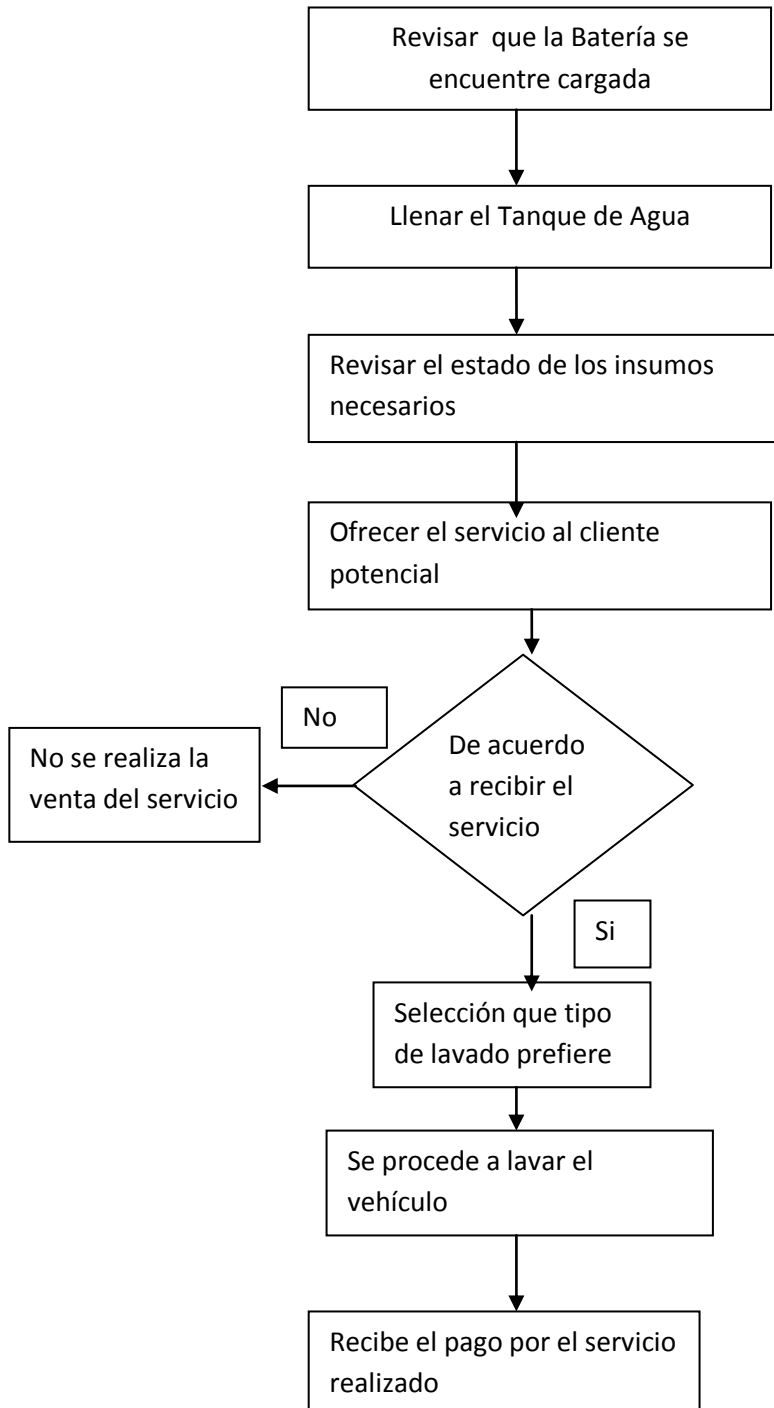 Revisar que la Batería se
encuentre cargada
Llenar el Tanque de Agua
Revisar el estado de los insumos
necesarios
Ofrecer el servicio al cliente
potencial
No
No se realiza la
venta del servicio
De acuerdo
a recibir el
servicio
Si
Selección que tipo
de lavado prefiere
Se procede a lavar el
vehículo
Recibe el pago por el servicio
realizado